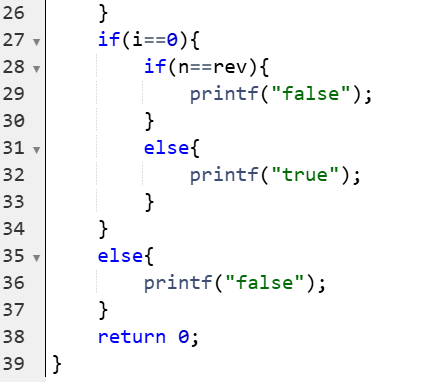 26 }
27 if(i==0){
28 if(n==rev){
29 printf("false");
30 }
31 else{
32 printf("true");
33 }
34 }
35 else{
36 printf("false");
37 }
38 return 0;
39 }